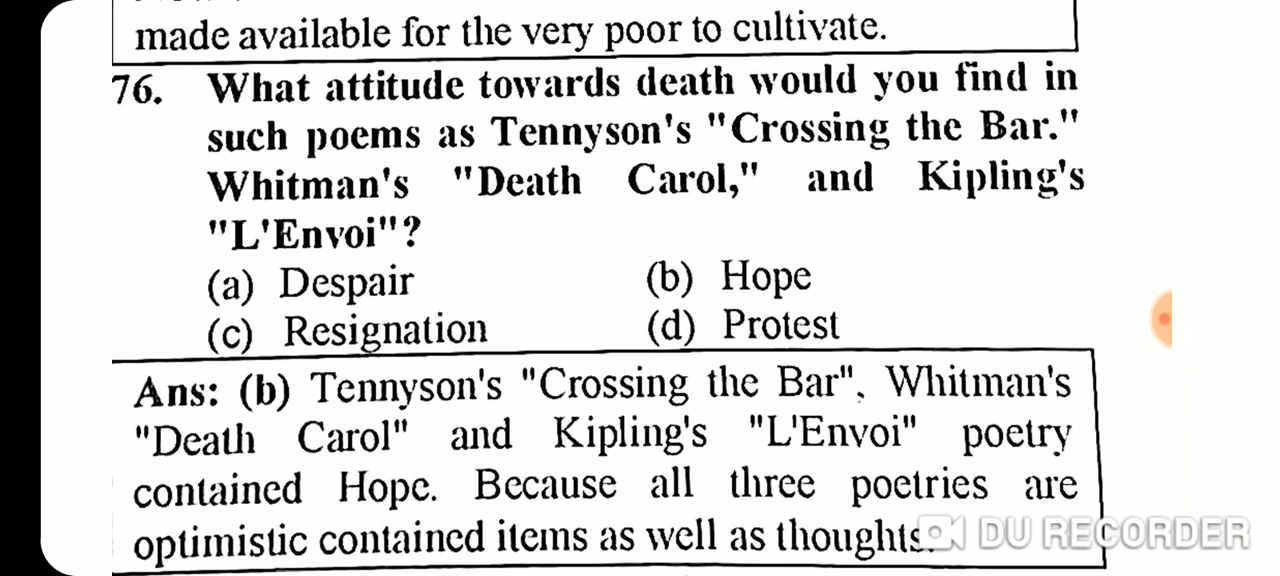 made available for the very poor to cultivate.
76. What attitude towards death would you find in
such poems as Tennyson's "Crossing the Bar."
Whitman's "Death Carol," and Kipling's
"L'Envoi"?
(a) Despair (b) Hope
(c) Resignation (d) Protest
Ans: (b) Tennyson's "Crossing the Bar", Whitman's
"Death Carol" and Kipling's "L'Envoi" poetry
contained Hope. Because all three poetries are
optimistic contained items as well as thoughts.
DU RECORDER